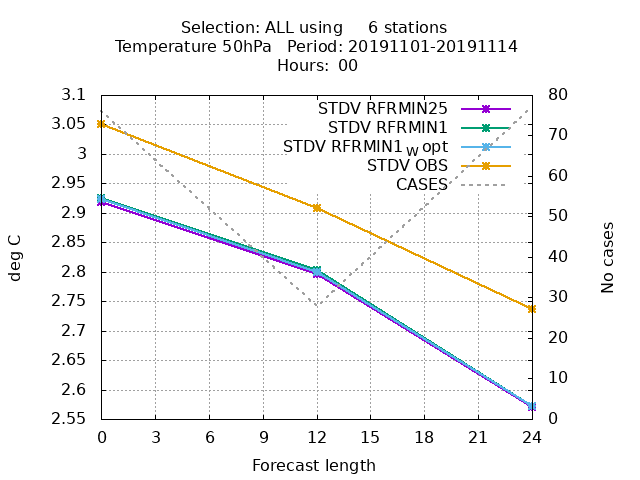 Selection: ALL using 6 stations
Temperature 50hPa Period: 20191101-20191114
Hours: 00
3.1
3.05
3
2.95
2.9
2.85
2.8
2.75
2.7
2.65
2.6
2.55
deg C
STDV RFRMIN25
STDV RFRMIN1
STDV RFRMIN1wopt
STDV OBS
CASES
80
70
60
50
40
30
20
10
0
No cases
0 3 6 9 12 15 18 21 24
Forecast length